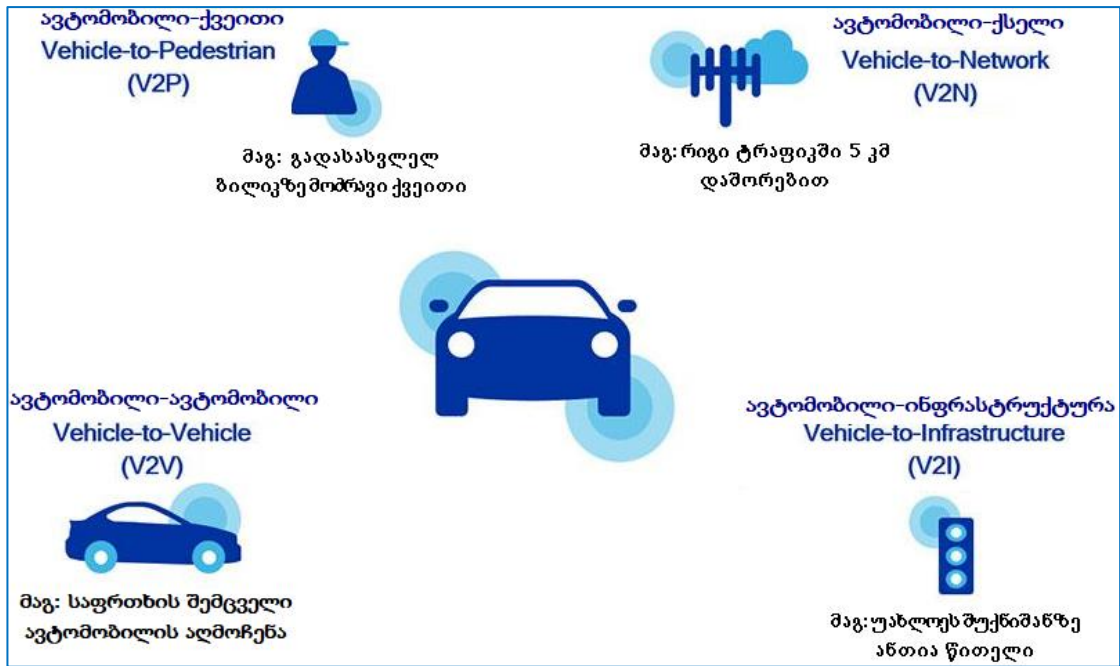 ავტომობილი-ქვეითი
Vehicle-to-Pedestrian
(V2P)
მაგ: გადასასვლელ
ბილიკზე მოძრავი ქვეითი
ავტომობილი-ქსელი
Vehicle-to-Network
(V2N)
მაგ: რიგი ტრაფიკში 5 კმ
დაშორებით
ავტომობილი-ავტომობილი
Vehicle-to-Vehicle
(V2V)
მაგ: საფრთხის შემცველი
ავტომობილის აღმოჩენა
ავტომობილი-ინფრასტრუქტურა
Vehicle-to-Infrastructure
(V2I)
მაგ: უახლოეს შუქნიშანზე
ანთია წითელი